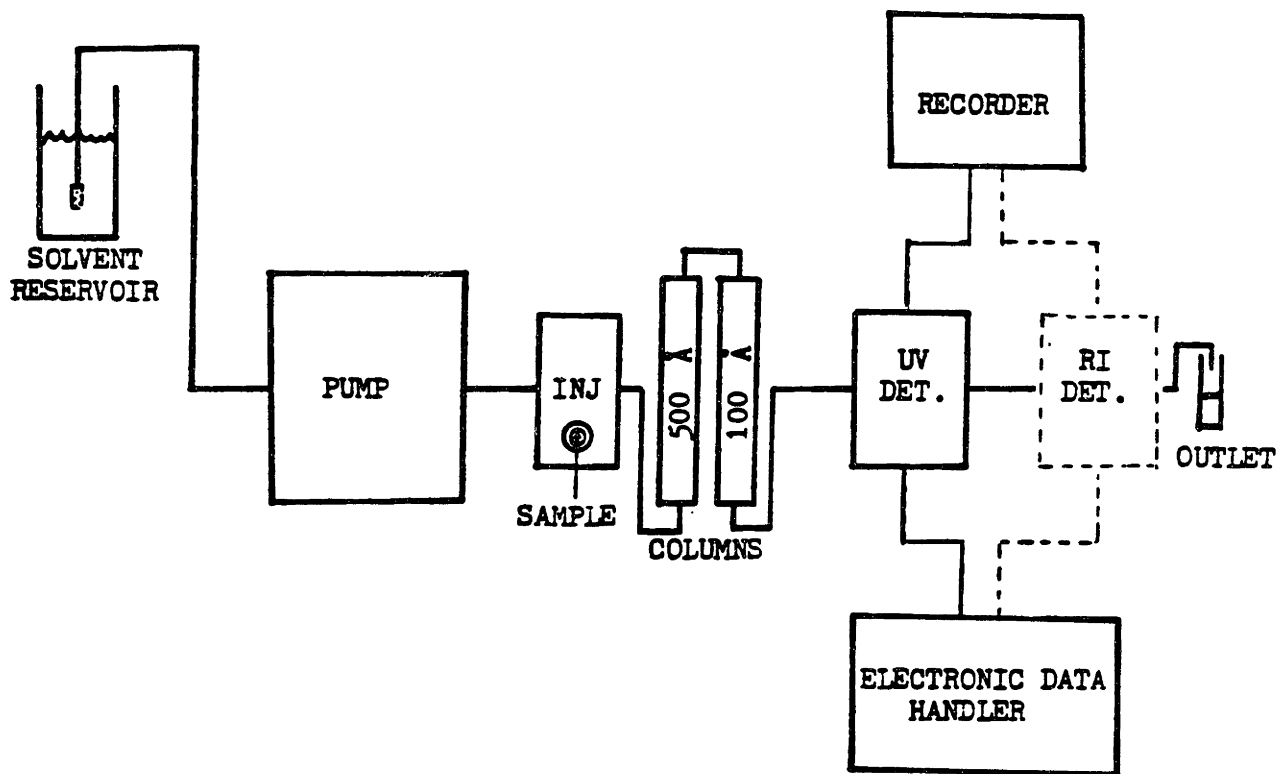 RECORDER
SOLVENT
RESERVOIR
PUMP
INJ
SAMPLE
500 Å
100 Å
COLUMNS
UV
DET.
RI
DET.
OUTLET
ELECTRONIC DATA
HANDLER